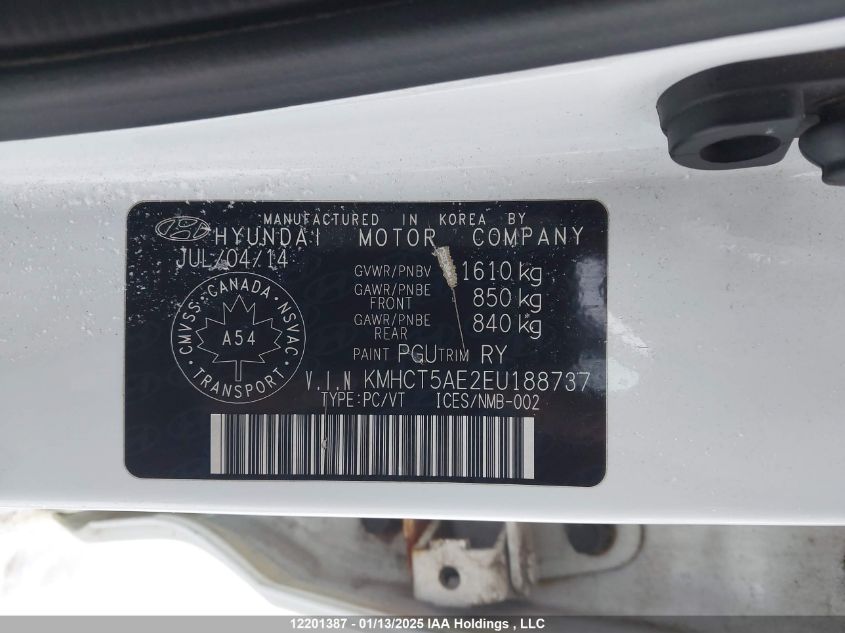 MANUFACTURED IN KOREA BY
HYUNDAI MOTOR COMPANY
JUL/04/14
GVWR/PNBV 1610 kg
GAWR/PNBE FRONT 850 kg
GAWR/PNBE REAR 840 kg
PAINT PGU TRIM RY
CMVSS · CANADA · NSVAC
A54
TRANSPORT
V.I.N KMHCT5AE2EU188737
TYPE:PC/VT ICES/NMB-002
12201387 - 01/13/2025 IAA Holdings , LLC